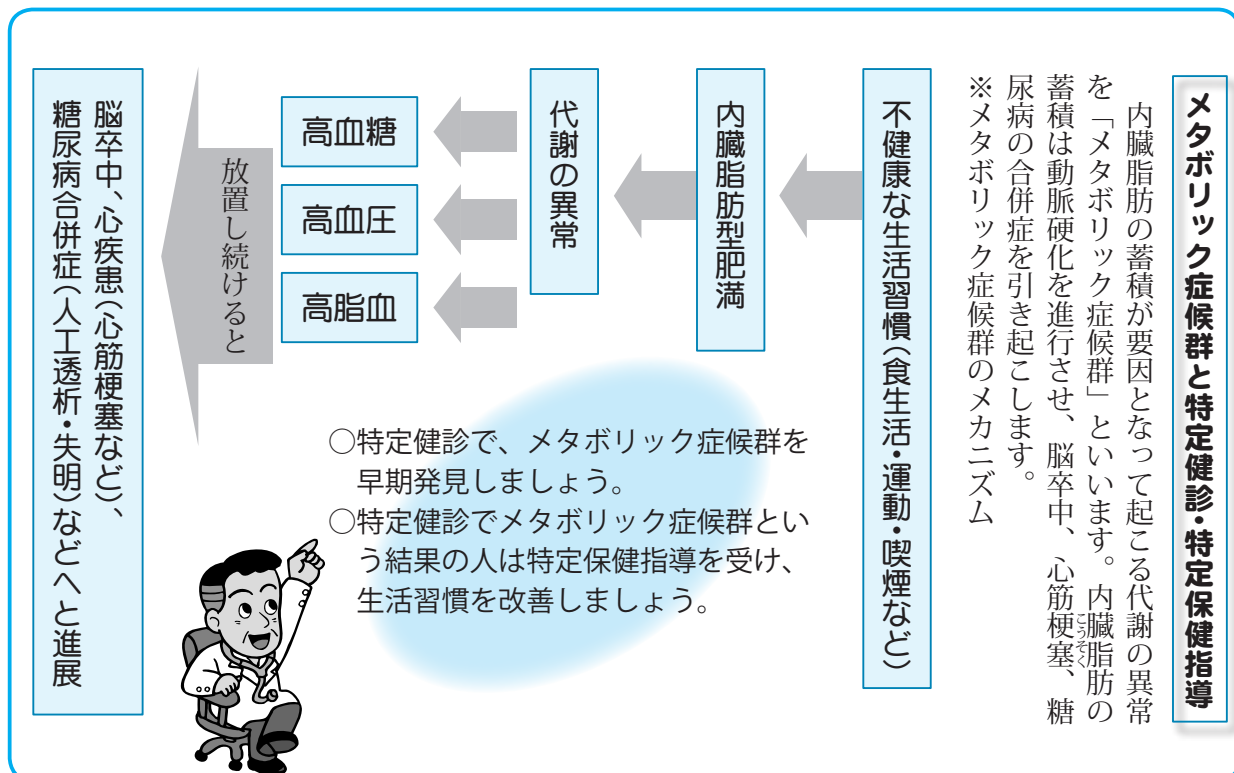 メタボリック症候群と特定健診・特定保健指導
内臓脂肪の蓄積が要因となって起こる代謝の異常
を「メタボリック症候群」といいます。内臓脂肪の
蓄積は動脈硬化を進行させ、脳卒中、心筋梗塞、糖
こうそく
尿病の合併症を引き起こします。
※メタボリック症候群のメカニズム
不健康な生活習慣(食生活・運動・喫煙など)
内臓脂肪型肥満
代謝の異常
高血糖
高血圧
高脂血
放置し続けると
脳卒中、心疾患(心筋梗塞など)、
糖尿病合併症(人工透析・失明)などへと進展
○特定健診で、メタボリック症候群を
早期発見しましょう。
○特定健診でメタボリック症候群とい
う結果の人は特定保健指導を受け、
生活習慣を改善しましょう。